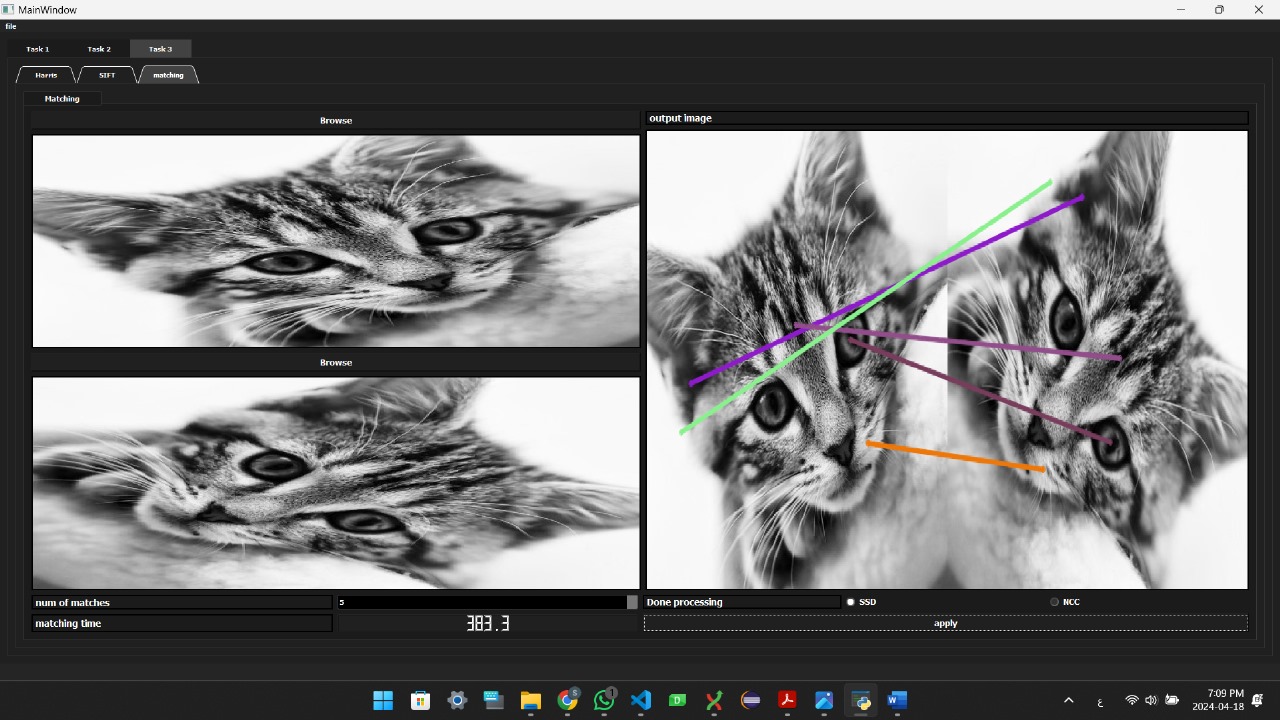 MainWindow
file
Task 1 Task 2 Task 3
Harris SIFT matching
Matching
Browse
output image
Browse
num of matches 5 Done processing SSD NCC
matching time 383.3 apply
ع 7:09 PM
2024-04-18